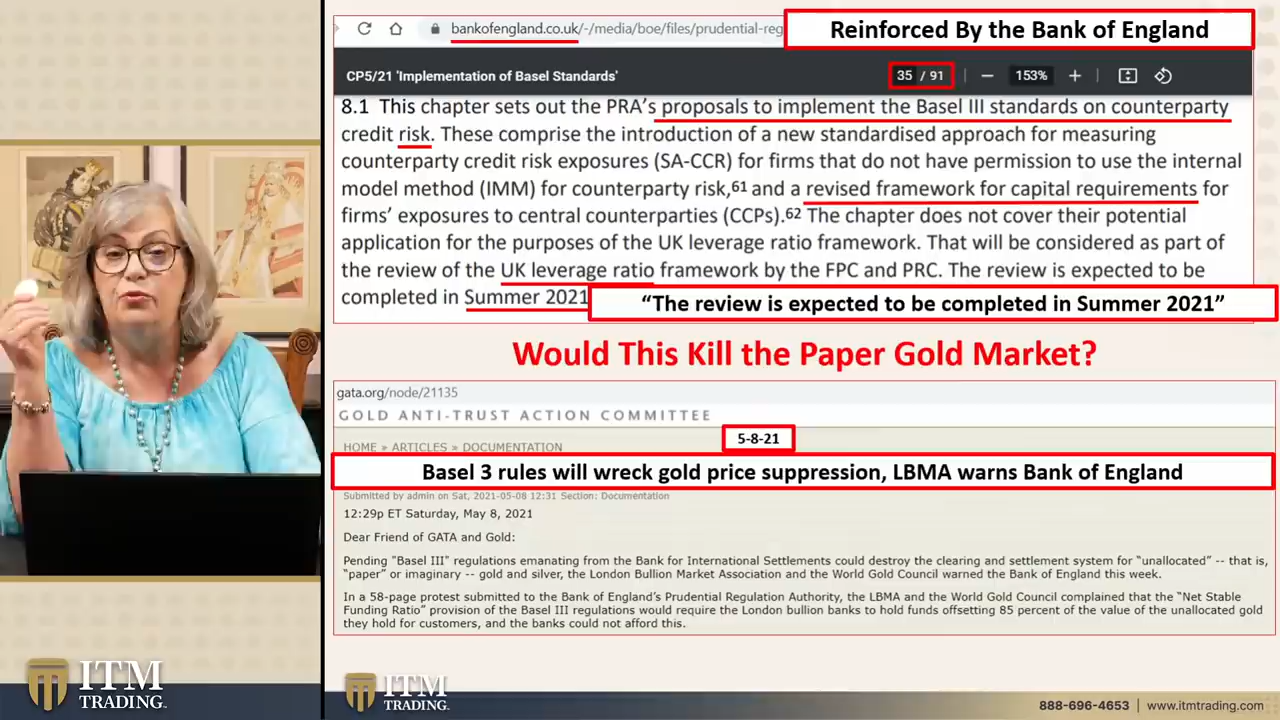 bankofengland.co.uk/-/media/boe/files/prudential-reg
Reinforced By the Bank of England
CP5/21 'Implementation of Basel Standards'
35 / 91
153%
8.1 This chapter sets out the PRA's proposals to implement the Basel III standards on counterparty
credit risk. These comprise the introduction of a new standardised approach for measuring
counterparty credit risk exposures (SA-CCR) for firms that do not have permission to use the internal
model method (IMM) for counterparty risk,61 and a revised framework for capital requirements for
firms' exposures to central counterparties (CCPs).62 The chapter does not cover their potential
application for the purposes of the UK leverage ratio framework. That will be considered as part of
the review of the UK leverage ratio framework by the FPC and PRC. The review is expected to be
completed in Summer 2021
“The review is expected to be completed in Summer 2021”
Would This Kill the Paper Gold Market?
gata.org/node/21135
GOLD ANTI-TRUST ACTION COMMITTEE
5-8-21
HOME » ARTICLES » DOCUMENTATION
Basel 3 rules will wreck gold price suppression, LBMA warns Bank of England
Submitted by admin on Sat, 2021-05-08 12:31 Section: Documentation
12:29p ET Saturday, May 8, 2021
Dear Friend of GATA and Gold:
Pending "Basel III" regulations emanating from the Bank for International Settlements could destroy the clearing and settlement system for “unallocated” -- that is,
“paper” or imaginary -- gold and silver, the London Bullion Market Association and the World Gold Council warned the Bank of England this week.
In a 58-page protest submitted to the Bank of England's Prudential Regulation Authority, the LBMA and the World Gold Council complained that the “Net Stable
Funding Ratio” provision of the Basel III regulations would require the London bullion banks to hold funds offsetting 85 percent of the value of the unallocated gold
they hold for customers, and the banks could not afford this.
ITM
TRADING
ITM
TRADING
888-696-4653 | www.itmtrading.com